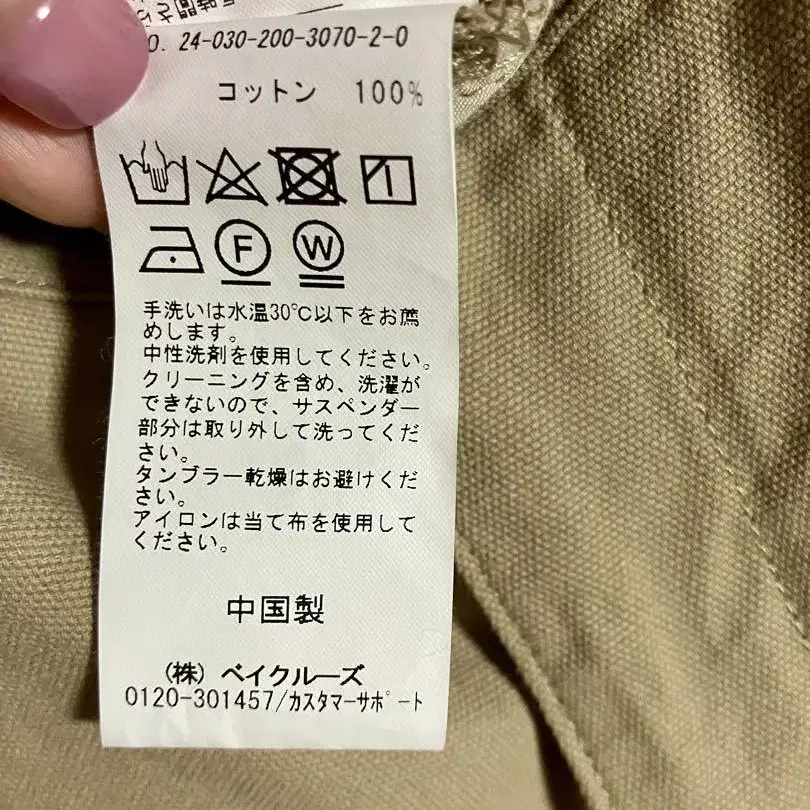 O. 24-030-200-3070-2-0
コットン 100%
F W
手洗いは水温30℃以下をお薦
めします。
中性洗剤を使用してください。
クリーニングを含め、洗濯が
できないので、サスペンダー
部分は取り外して洗ってくだ
さい。
タンブラー乾燥はお避けくだ
さい。
アイロンは当て布を使用して
ください。
中国製
(株) ベイクルーズ
0120-301457/カスタマーサポート